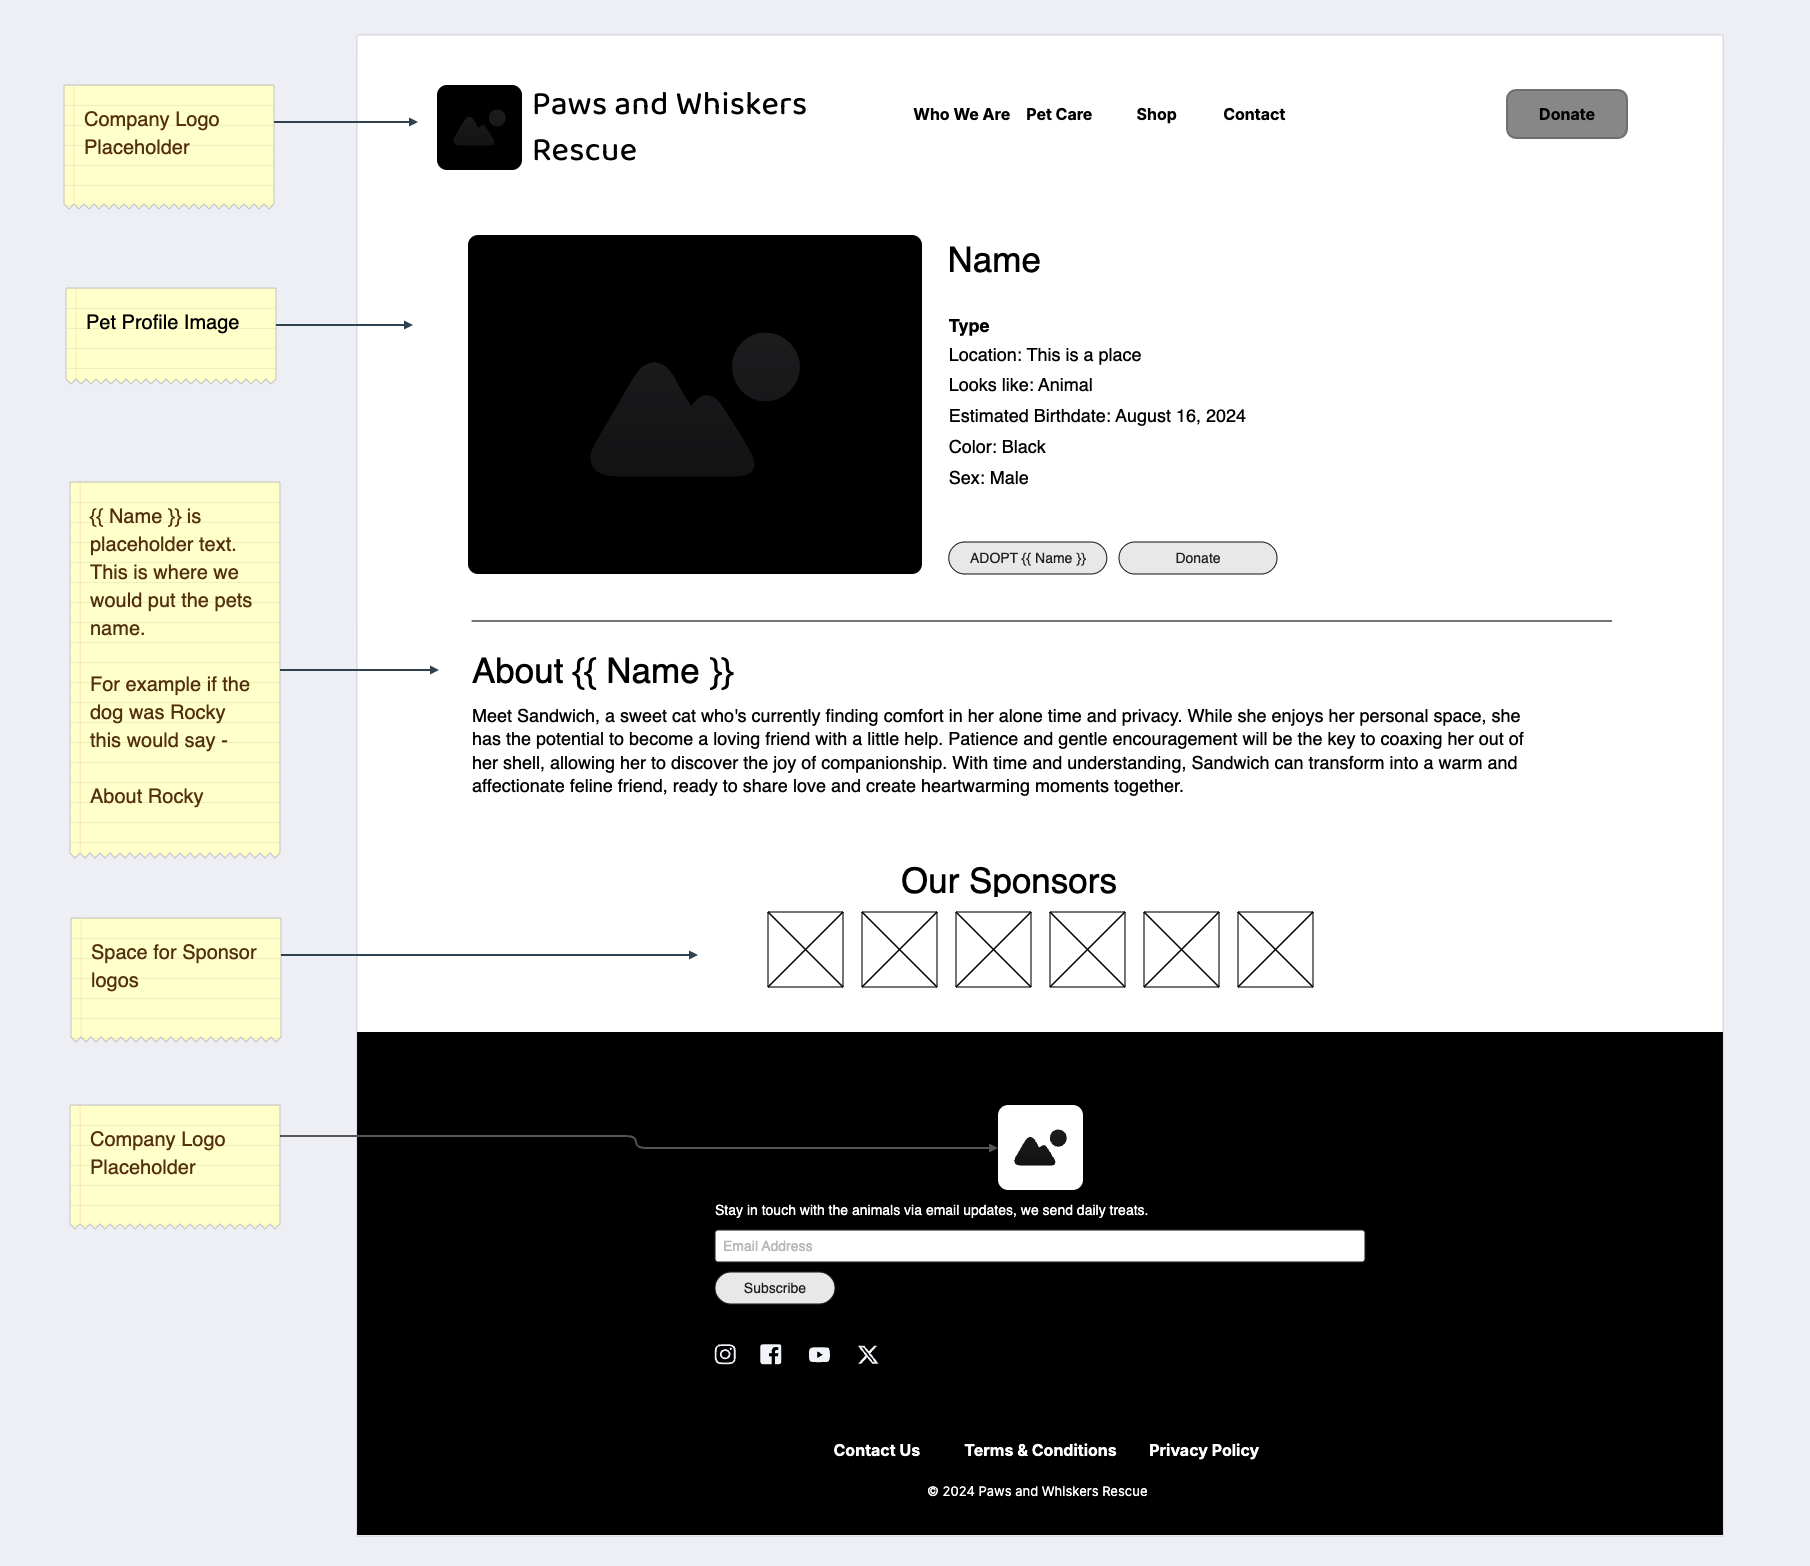 Company Logo
Placeholder
Paws and Whiskers
Rescue
Who We Are
Pet Care
Shop
Contact
Donate
Pet Profile Image
Name
Type
Location: This is a place
Looks like: Animal
Estimated Birthdate: August 16, 2024
Color: Black
Sex: Male
ADOPT {{ Name }}
Donate
{{ Name }} is
placeholder text.
This is where we
would put the pets
name.
For example if the
dog was Rocky
this would say -
About Rocky
About {{ Name }}
Meet Sandwich, a sweet cat who's currently finding comfort in her alone time and privacy. While she enjoys her personal space, she
has the potential to become a loving friend with a little help. Patience and gentle encouragement will be the key to coaxing her out of
her shell, allowing her to discover the joy of companionship. With time and understanding, Sandwich can transform into a warm and
affectionate feline friend, ready to share love and create heartwarming moments together.
Our Sponsors
Space for Sponsor
logos
Company Logo
Placeholder
Stay in touch with the animals via email updates, we send daily treats.
Email Address
Subscribe
Contact Us
Terms & Conditions
Privacy Policy
© 2024 Paws and Whiskers Rescue